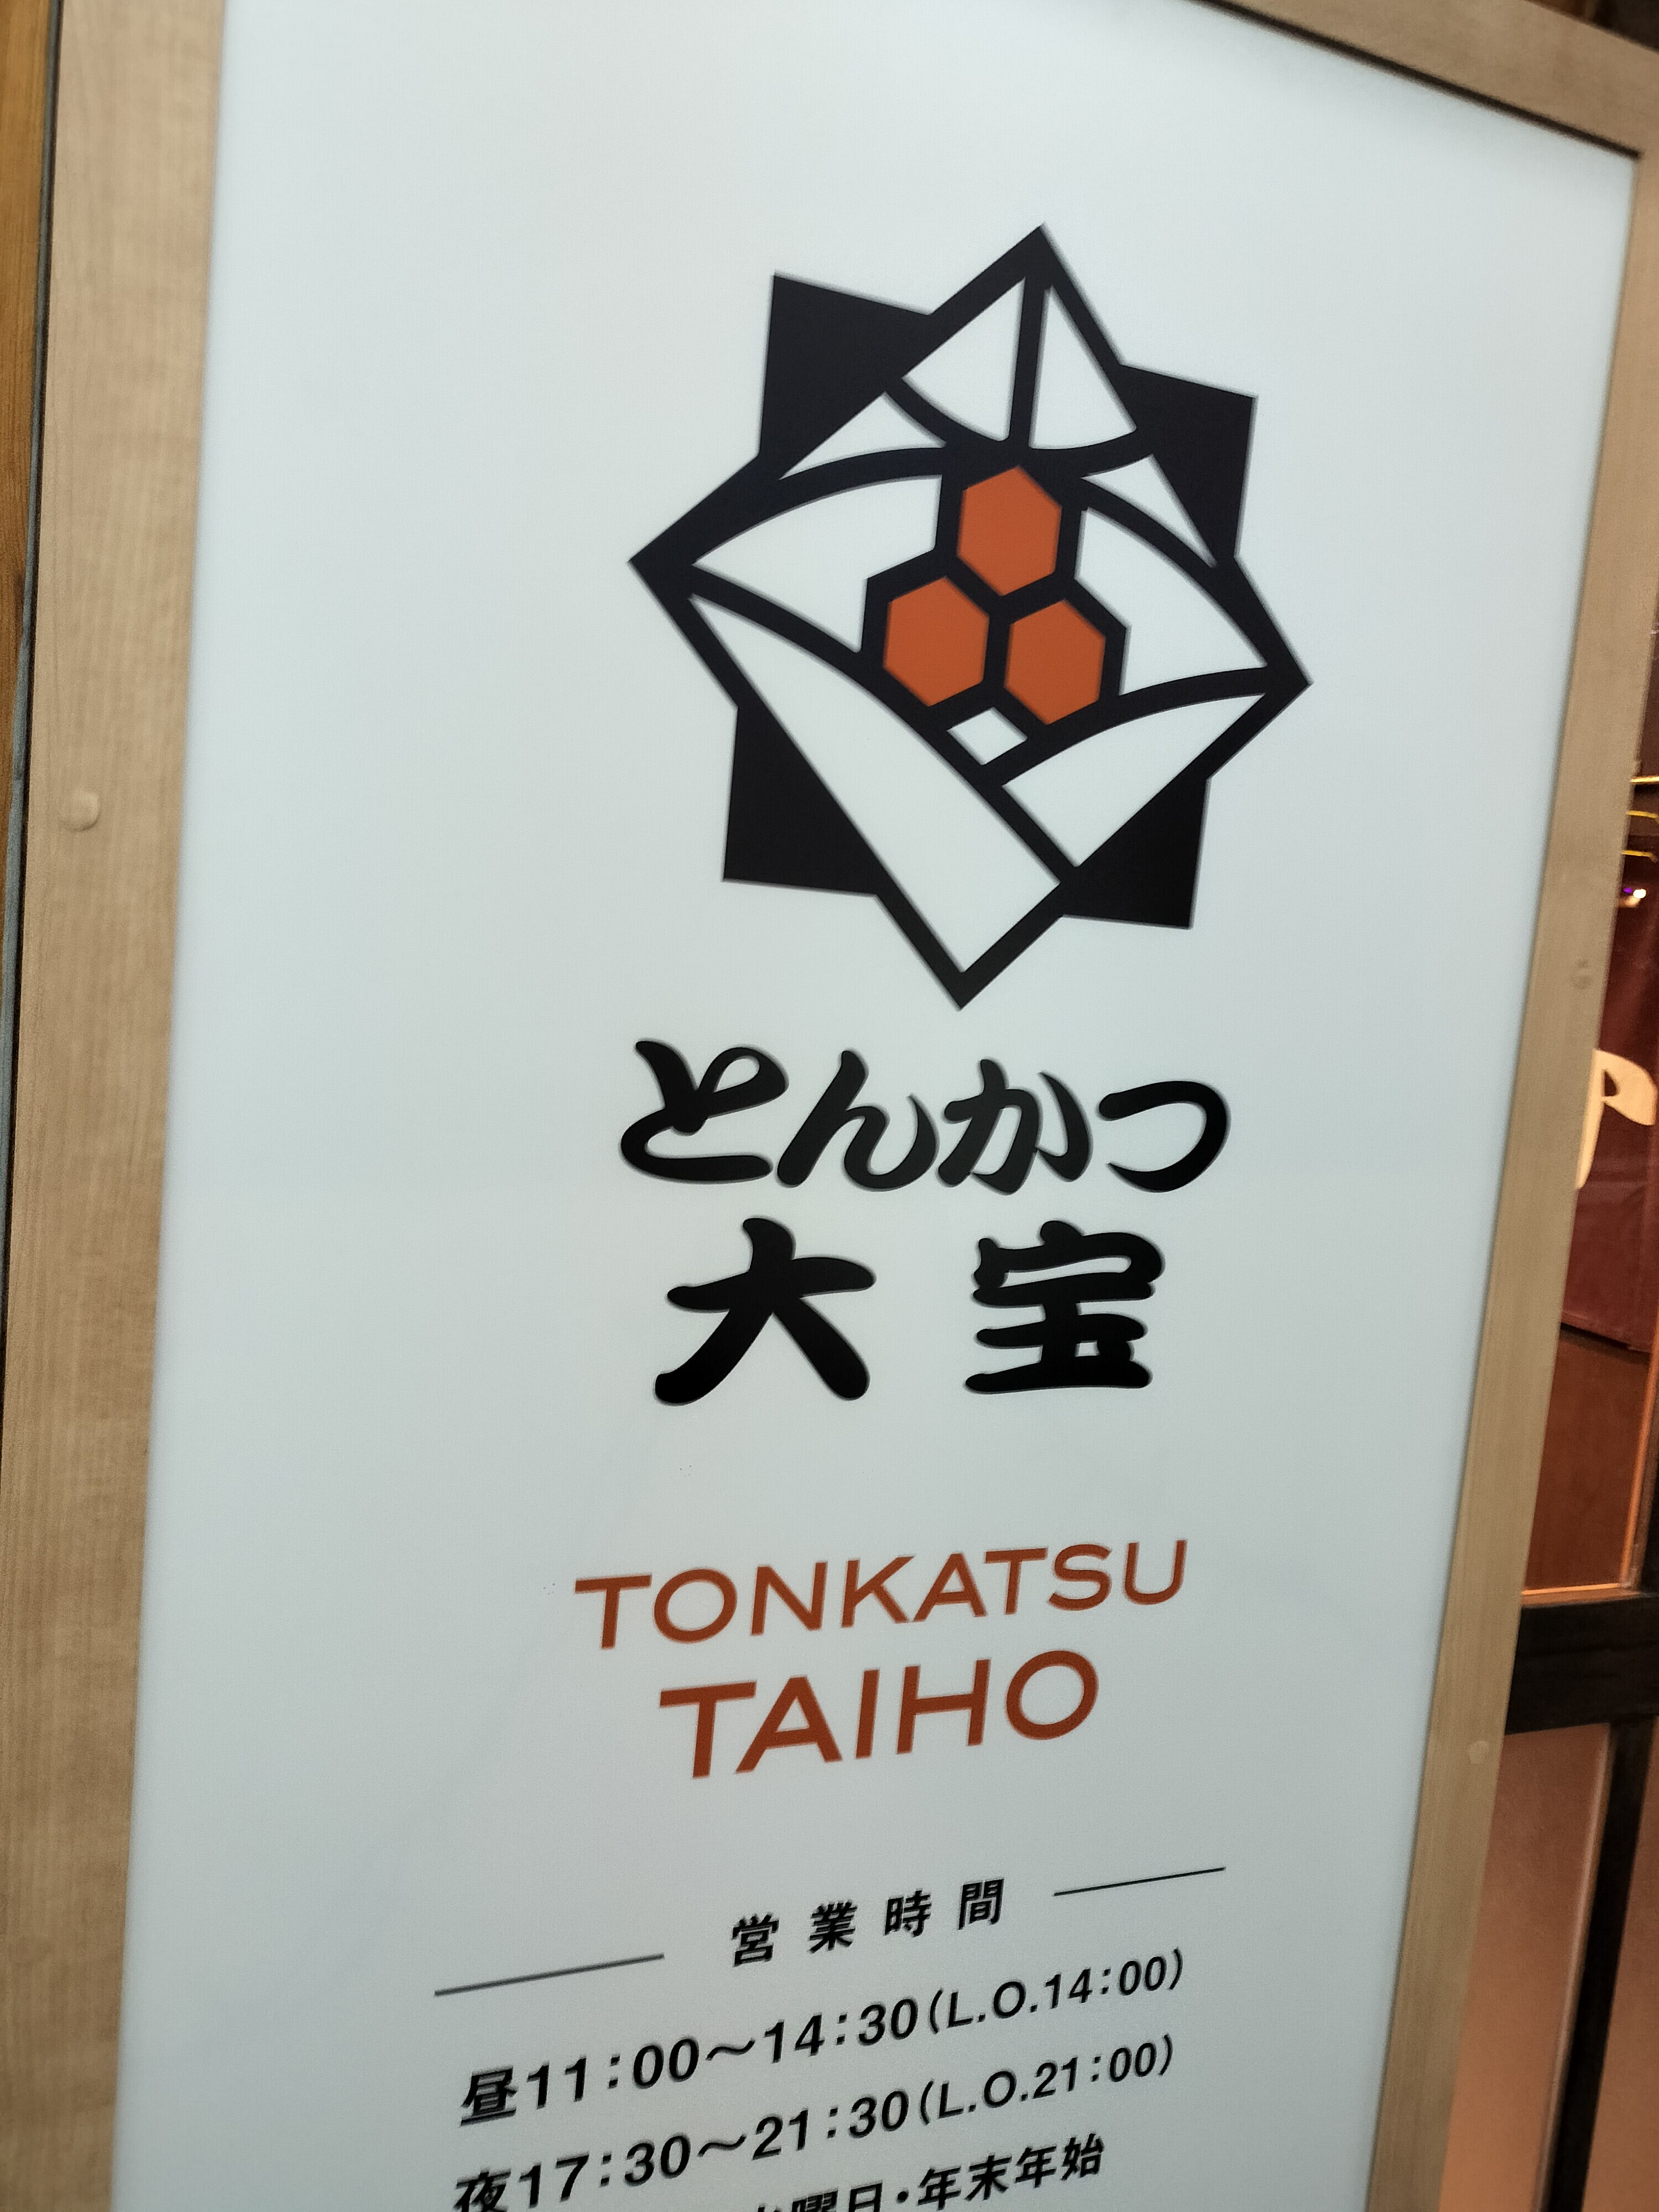 とんかつ
大宝
TONKATSU
TAIHO
営業時間
昼11:00〜14:30(L.O.14:00)
夜17:30〜21:30(L.O.21:00)
曜日・年末年始